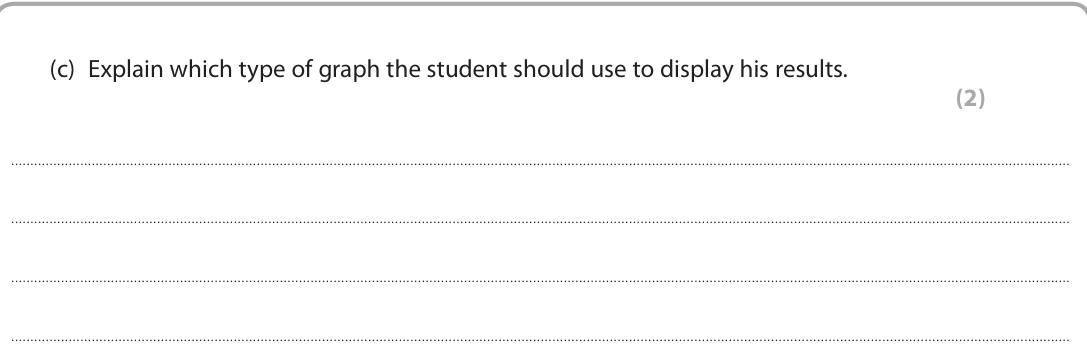 (c) Explain which type of graph the student should use to display his results.
(2)